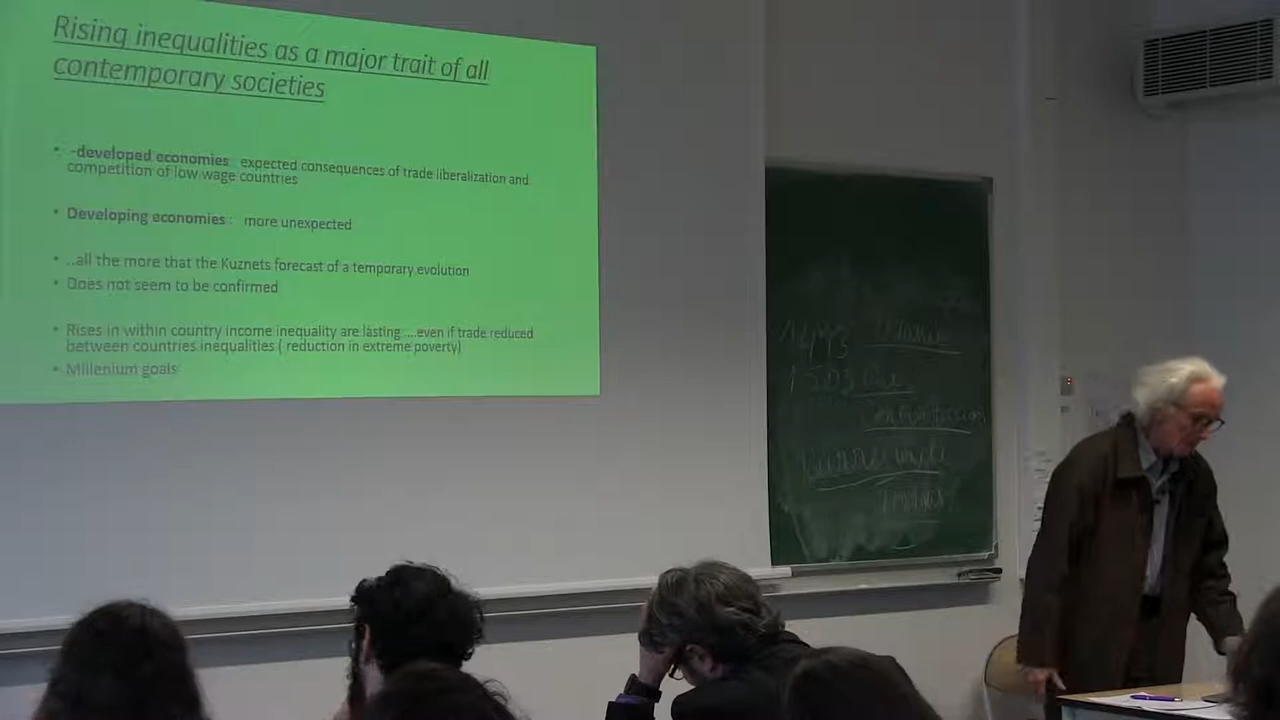 Rising inequalities as a major trait of all
contemporary societies
• -developed economies expected consequences of trade liberalization and
competition of low wage countries
• Developing economies : more unexpected
• ..all the more that the Kuznets forecast of a temporary evolution
• Does not seem to be confirmed
• Rises in within country income inequality are lasting ....even if trade reduced
between countries inequalities ( reduction in extreme poverty)
• Millenium goals
1493
1503